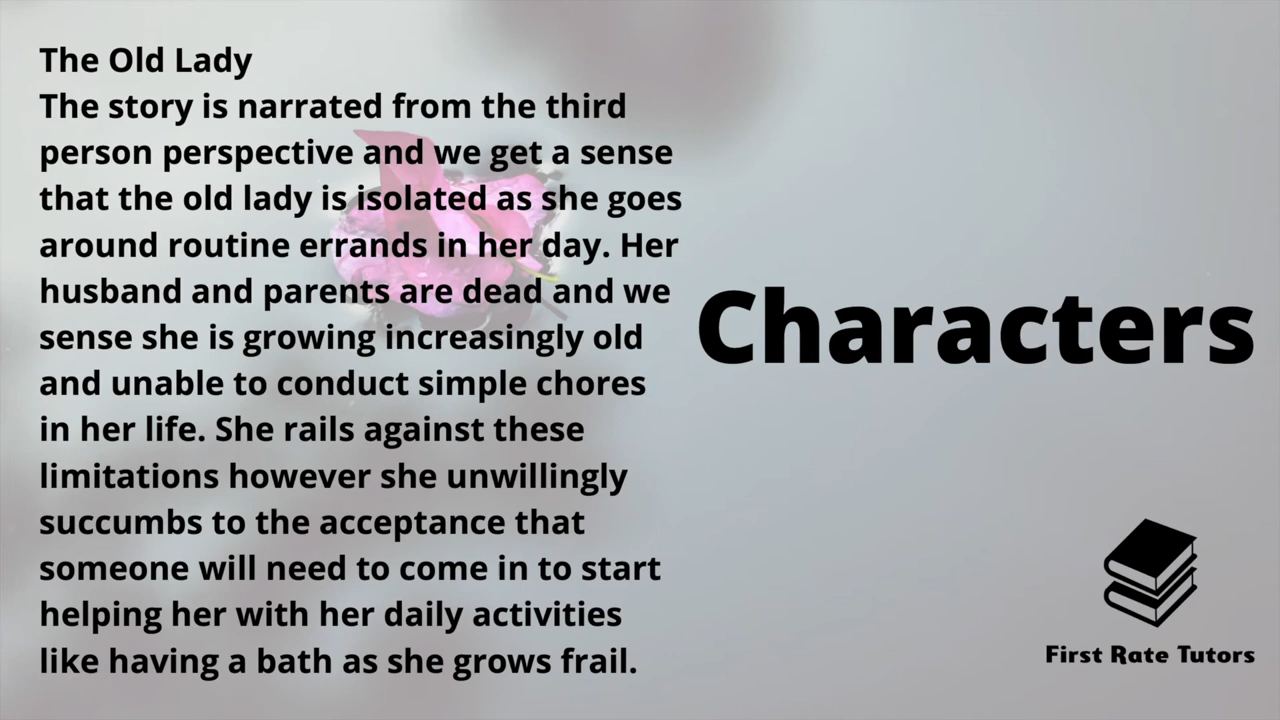 The Old Lady
The story is narrated from the third
person perspective and we get a sense
that the old lady is isolated as she goes
around routine errands in her day. Her
husband and parents are dead and we
sense she is growing increasingly old
and unable to conduct simple chores
in her life. She rails against these
limitations however she unwillingly
succumbs to the acceptance that
someone will need to come in to start
helping her with her daily activities
like having a bath as she grows frail.
Characters
First Rate Tutors